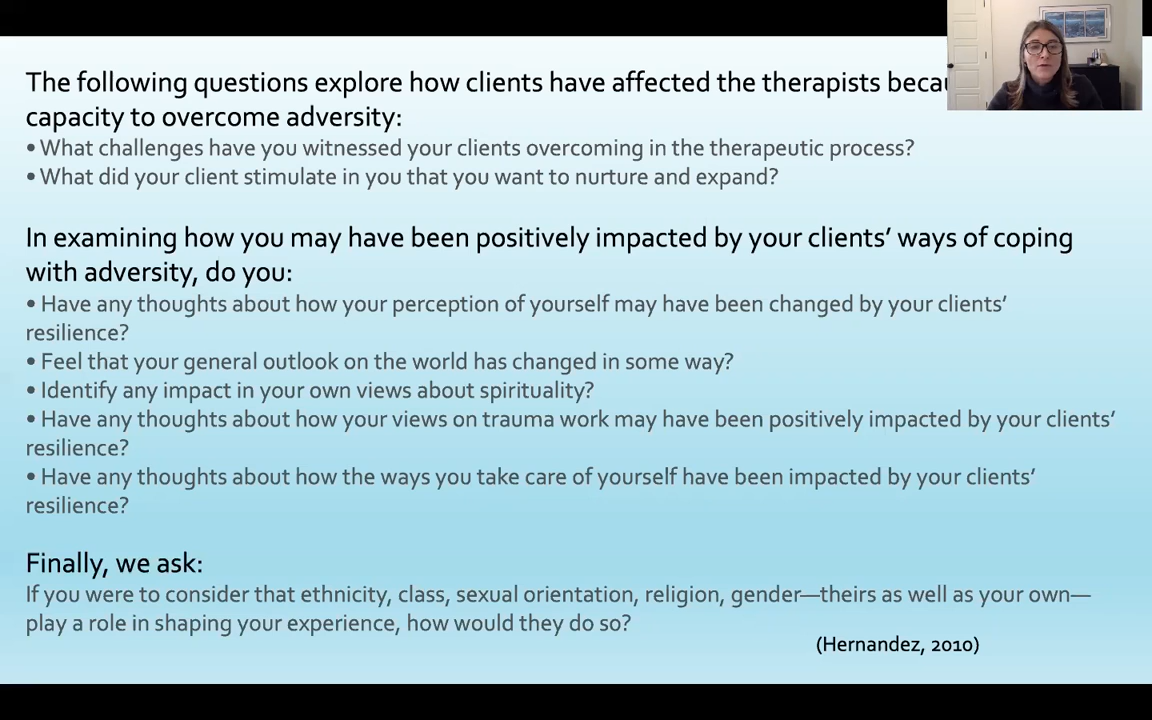 The following questions explore how clients have affected the therapists
capacity to overcome adversity:
• What challenges have you witnessed your clients overcoming in the therapeutic process?
• What did your client stimulate in you that you want to nurture and expand?
In examining how you may have been positively impacted by your clients’ ways of coping
with adversity, do you:
• Have any thoughts about how your perception of yourself may have been changed by your clients’
resilience?
• Feel that your general outlook on the world has changed in some way?
• Identify any impact in your own views about spirituality?
• Have any thoughts about how your views on trauma work may have been positively impacted by your clients’
resilience?
• Have any thoughts about how the ways you take care of yourself have been impacted by your clients’
resilience?
Finally, we ask:
If you were to consider that ethnicity, class, sexual orientation, religion, gender—theirs as well as your own—
play a role in shaping your experience, how would they do so?
(Hernandez, 2010)